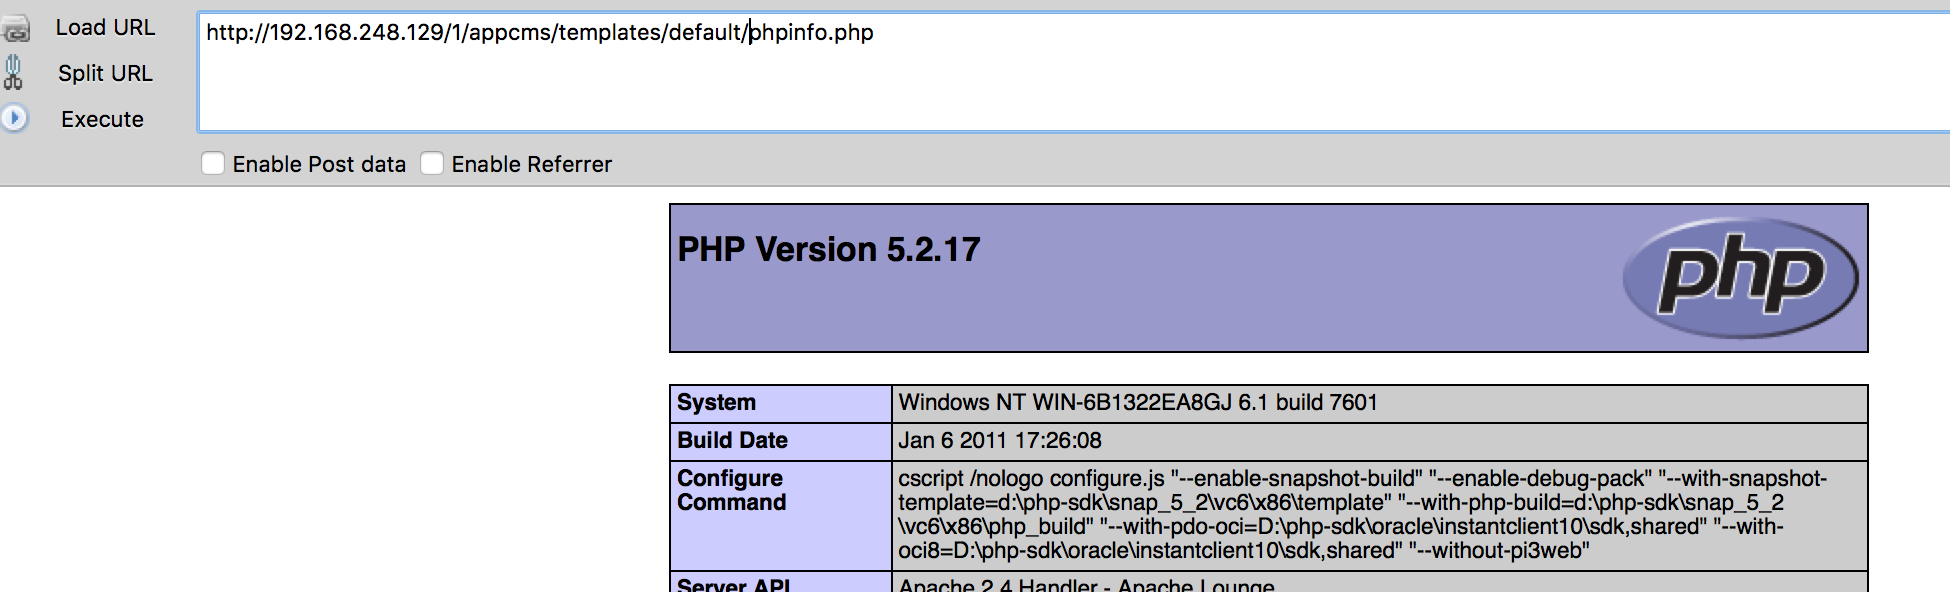 Load URL
http://192.168.248.129/1/appcms/templates/default/phpinfo.php
Split URL
Execute
Enable Post data
Enable Referrer
PHP Version 5.2.17
php
System
Windows NT WIN-6B1322EA8GJ 6.1 build 7601
Build Date
Jan 6 2011 17:26:08
Configure
Command
cscript /nologo configure.js "--enable-snapshot-build" "--enable-debug-pack" "--with-snapshot-
template=d:\php-sdk\snap_5_2\vc6\x86\template" "--with-php-build=d:\php-sdk\snap_5_2
\vc6\x86\php_build" "--with-pdo-oci=D:\php-sdk\oracle\instantclient10\sdk,shared" "--with-
oci8=D:\php-sdk\oracle\instantclient10\sdk,shared" "--without-pi3web"
Server API
Apache 2.4 Handler - Apache Lounge